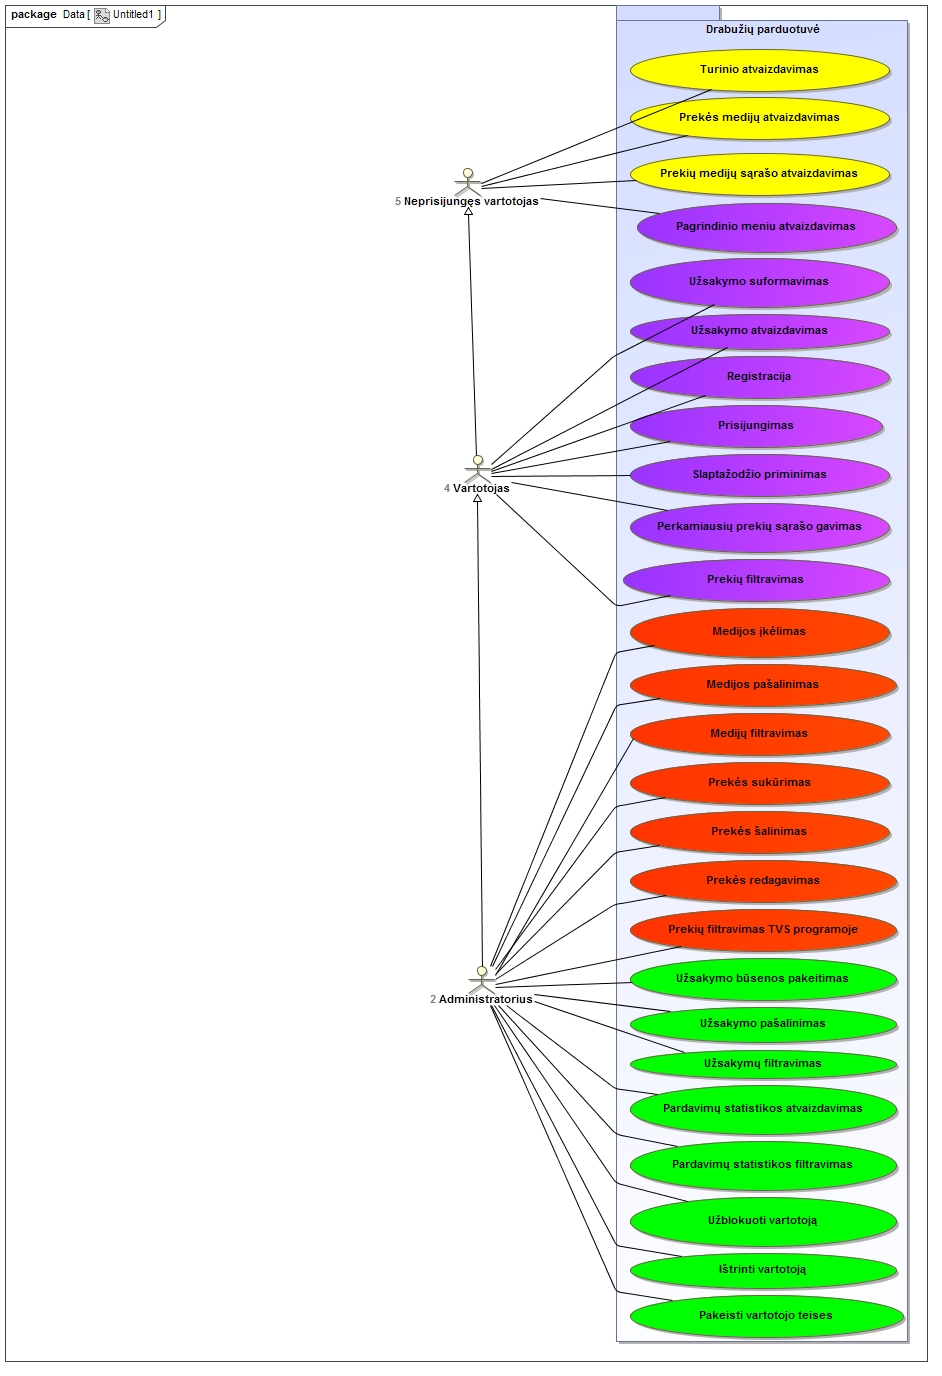 package Data [ Untitled1 ]
Drabužių parduotuvė
Turinio atvaizdavimas
Prekės medijų atvaizdavimas
Prekių medijų sąrašo atvaizdavimas
5 Neprisijungęs vartotojas
Pagrindinio meniu atvaizdavimas
Užsakymo suformavimas
Užsakymo atvaizdavimas
Registracija
Prisijungimas
Slaptažodžio priminimas
4 Vartotojas
Perkamiausių prekių sąrašo gavimas
Prekių filtravimas
Medijos įkėlimas
Medijos pašalinimas
Medijų filtravimas
Prekės sukūrimas
Prekės šalinimas
Prekės redagavimas
Prekių filtravimas TVS programoje
Užsakymo būsenos pakeitimas
2 Administratorius
Užsakymo pašalinimas
Užsakymų filtravimas
Pardavimų statistikos atvaizdavimas
Pardavimų statistikos filtravimas
Užblokuoti vartotoją
Ištrinti vartotoją
Pakeisti vartotojo teises